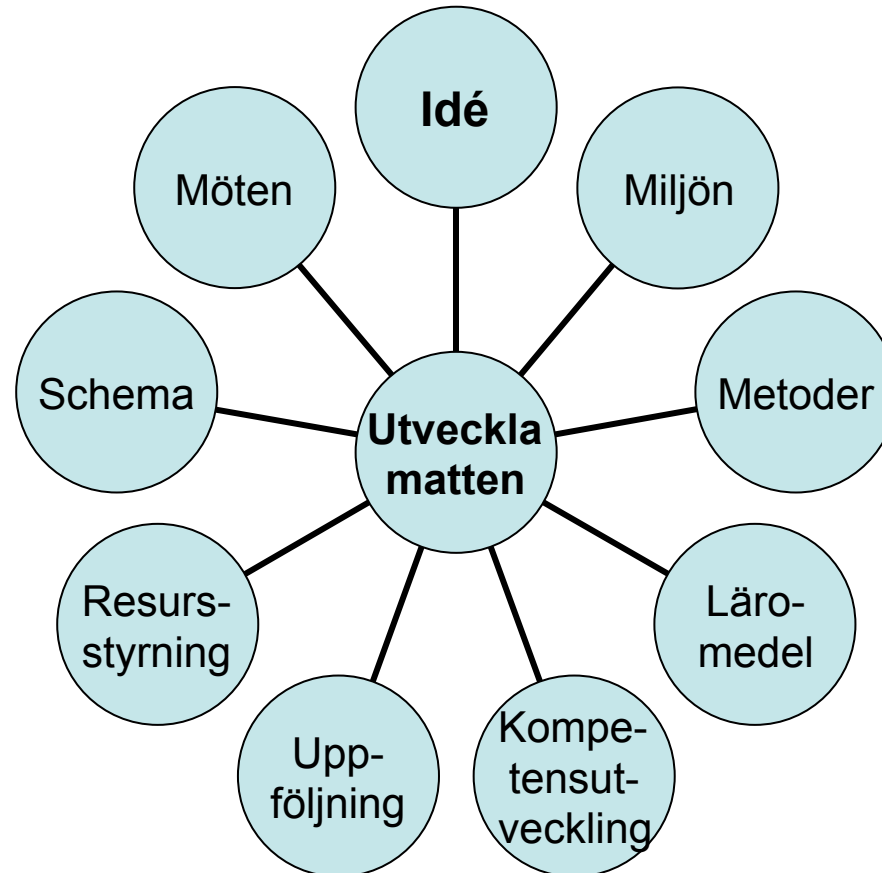 Idé
Möten
Miljön
Schema
Metoder
Utveckla
matten
Resurs-
styrning
Läro-
medel
Upp-
följning
Kompe-
tensut-
veckling